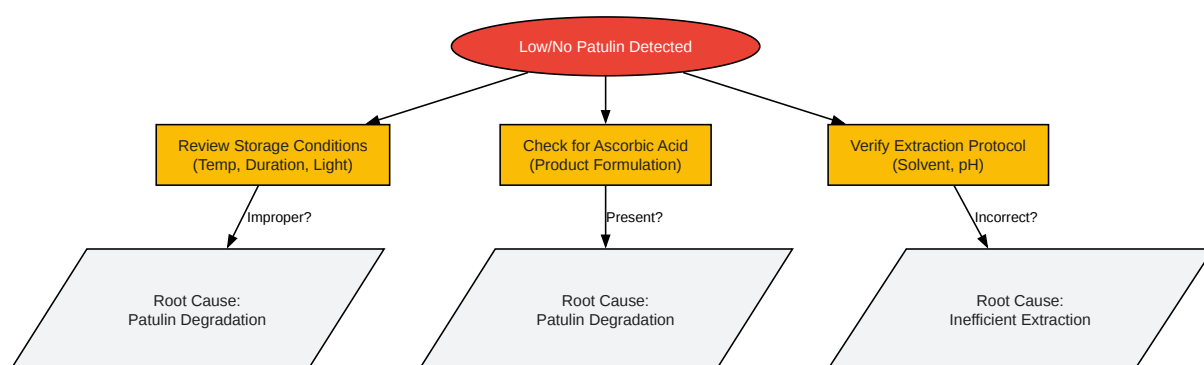 Low/No Patulin Detected
Review Storage Conditions
(Temp, Duration, Light)
Check for Ascorbic Acid
(Product Formulation)
Verify Extraction Protocol
(Solvent, pH)
Improper?
Present?
Incorrect?
Root Cause:
Patulin Degradation
Root Cause:
Patulin Degradation
Root Cause:
Inefficient Extraction